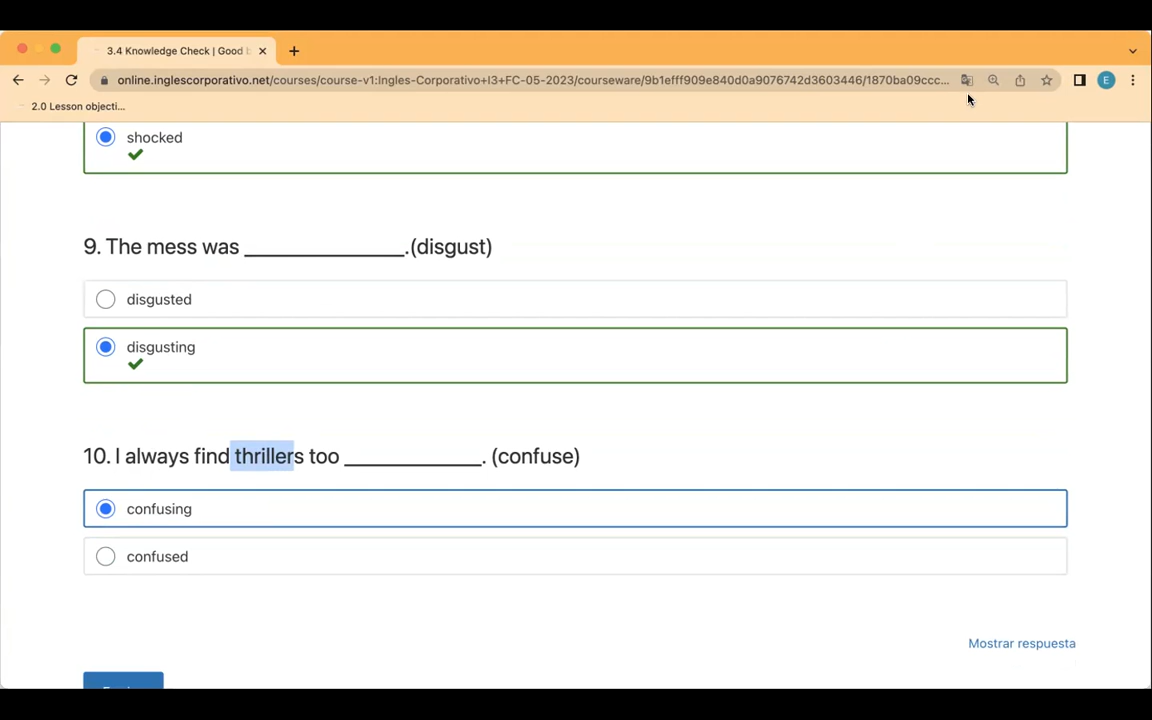 3.4 Knowledge Check | Good b
online.inglescorporativo.net/courses/course-v1:Ingles-Corporativo+I3+FC-05-2023/courseware/9b1efff909e840d0a9076742d3603446/1870ba09ccc...
E
2.0 Lesson objecti...
shocked
9. The mess was _______________.(disgust)
disgusted
disgusting
10. I always find thrillers too _____________. (confuse)
confusing
confused
Mostrar respuesta